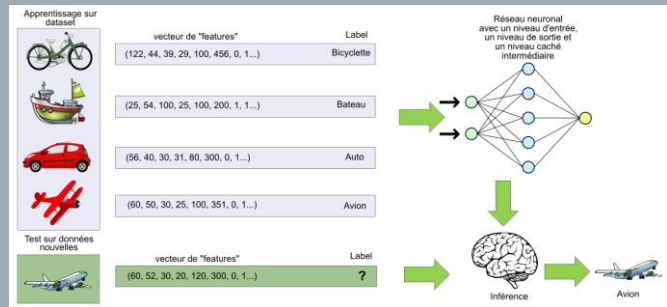 Apprentissage sur
dataset
vecteur de "features"
Label
(122, 44, 39, 29, 100, 456, 0, 1...)
Bicyclette
(25, 54, 100, 25, 100, 200, 1, 1...)
Bateau
(56, 40, 30, 31, 80, 300, 0, 1...)
Auto
(60, 50, 30, 25, 100, 351, 0, 1...)
Avion
Réseau neuronal
avec un niveau d'entrée,
un niveau de sortie et
un niveau caché
intermédiaire
Test sur données
nouvelles
vecteur de "features"
Label
(60, 52, 30, 20, 120, 300, 0, 1...)
?
Inférence
Avion